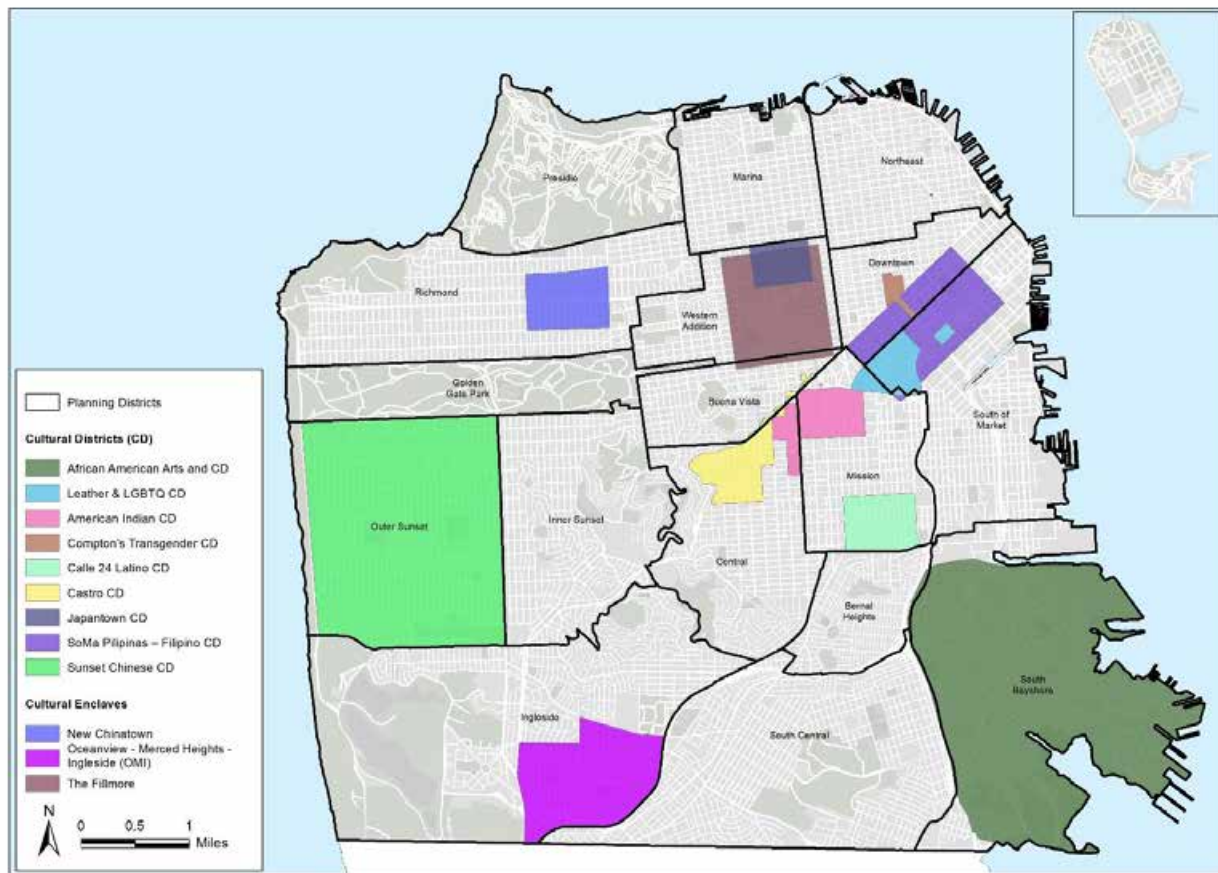 Presidio
Marina
Northeast
Richmond
Downtown
Western
Addition
Golden
Gate Park
Buena Vista
South of
Market
Mission
Outer Sunset
Inner Sunset
Central
Bernal
Heights
South
Bayshore
Ingleside
South Central
Planning Districts
Cultural Districts (CD)
African American Arts and CD
Leather & LGBTQ CD
American Indian CD
Compton's Transgender CD
Calle 24 Latino CD
Castro CD
Japantown CD
SoMa Pilipinas – Filipino CD
Sunset Chinese CD
Cultural Enclaves
New Chinatown
Oceanview - Merced Heights -
Ingleside (OMI)
The Fillmore
N
0 0.5 1
Miles